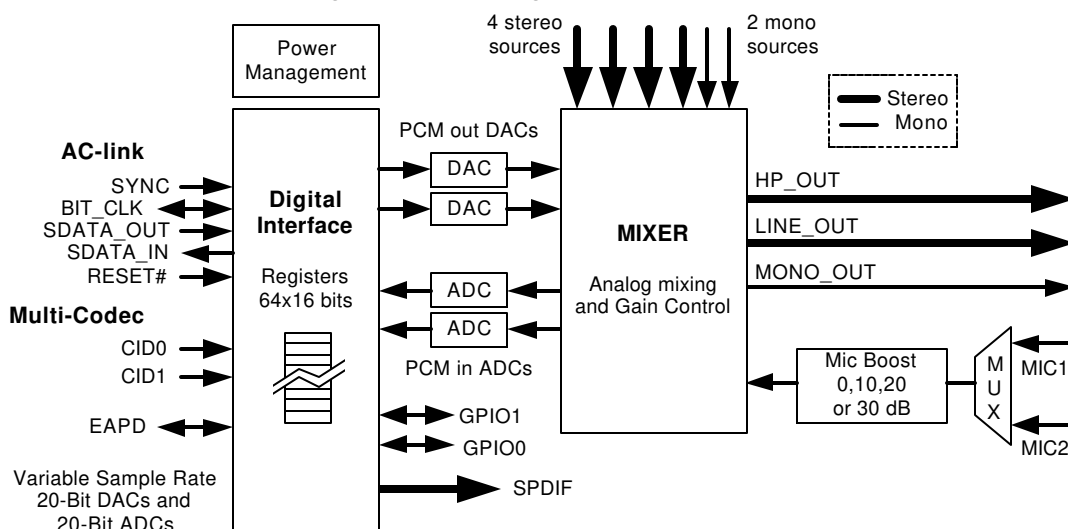 4 stereo
sources
2 mono
sources
Power
Management
Stereo
Mono
PCM out DACs
AC-link
SYNC
BIT_CLK
SDATA_OUT
SDATA_IN
RESET#
Digital
Interface
Registers
64x16 bits
DAC
DAC
ADC
ADC
PCM in ADCs
MIXER
Analog mixing
and Gain Control
HP_OUT
LINE_OUT
MONO_OUT
Multi-Codec
CID0
CID1
EAPD
Mic Boost
0,10,20
or 30 dB
M
U
X
MIC1
MIC2
GPIO1
GPIO0
SPDIF
Variable Sample Rate
20-Bit DACs and
20-Bit ADCs